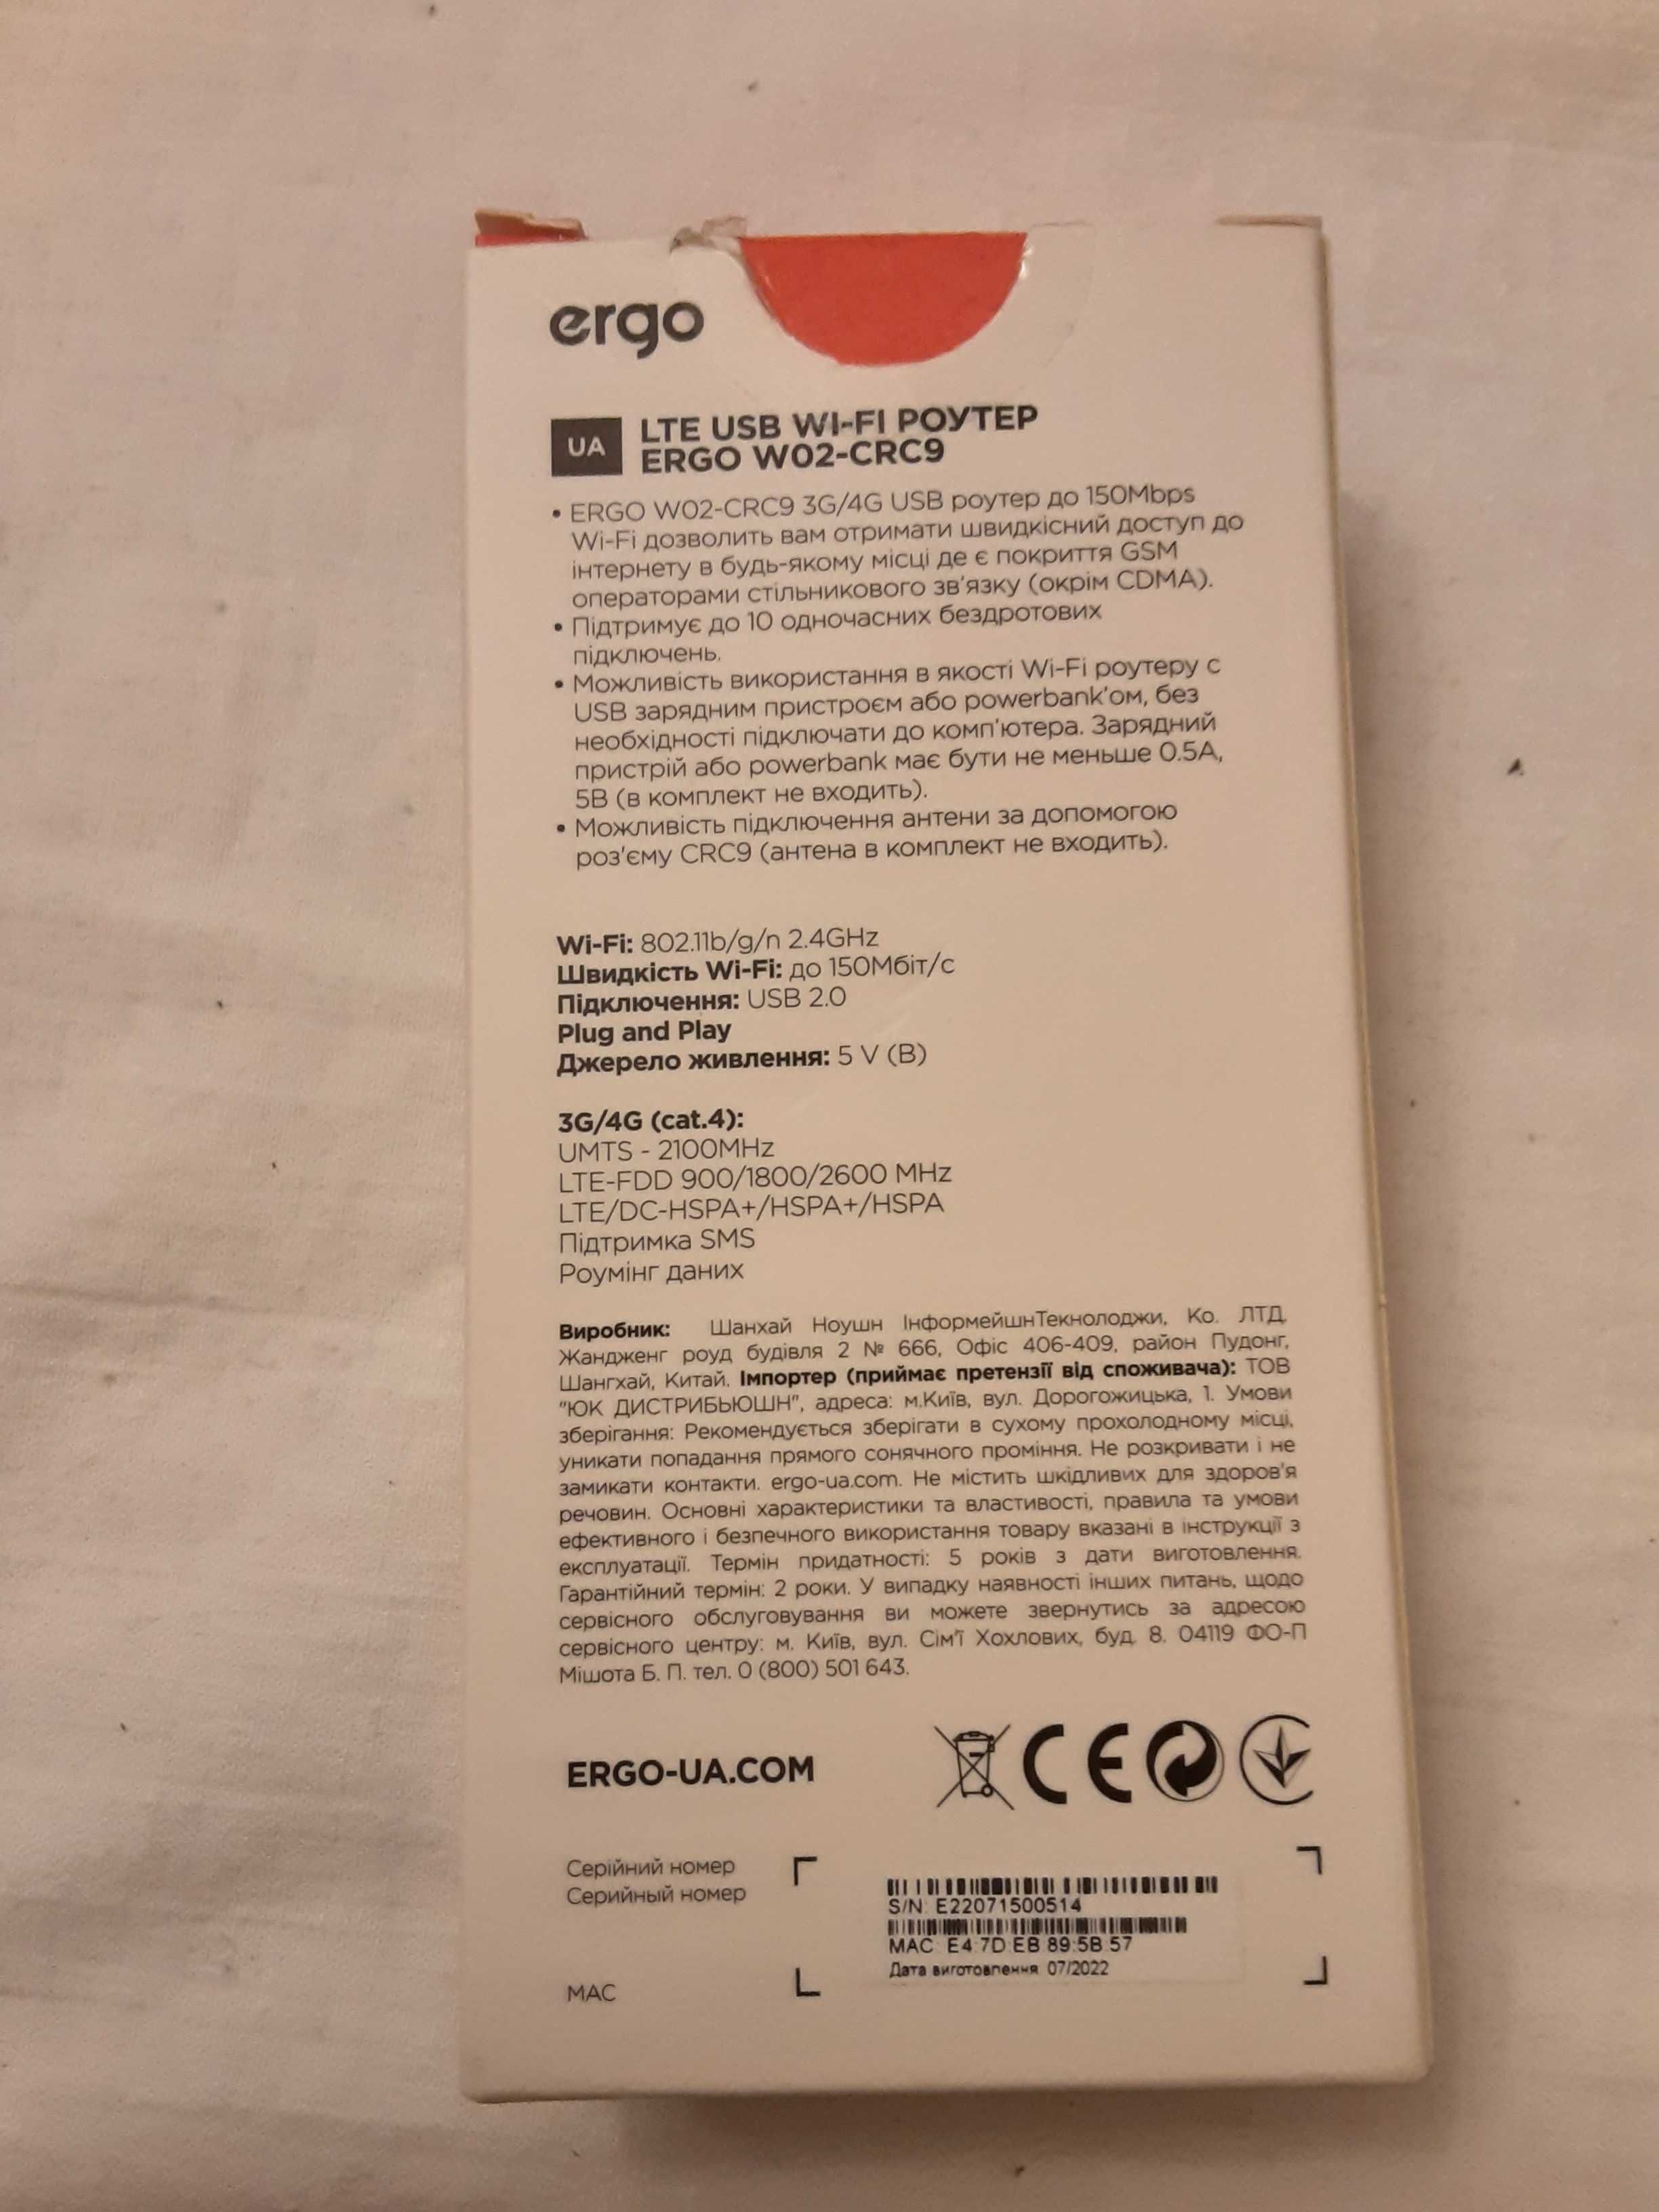 ergo
UA
LTE USB WI-FI РОУТЕР
ERGO W02-CRC9
• ERGO W02-CRC9 3G/4G USB роутер до 150Mbps
Wi-Fi дозволить вам отримати швидкісний доступ до
інтернету в будь-якому місці де є покриття GSM
операторами стільникового зв'язку (окрім CDMA).
• Підтримує до 10 одночасних бездротових
підключень.
• Можливість використання в якості Wi-Fi роутеру с
USB зарядним пристроєм або powerbank'ом, без
необхідності підключати до комп'ютера. Зарядний
пристрій або powerbank має бути не меньше 0.5А,
5В (в комплект не входить).
• Можливість підключення антени за допомогою
роз'єму CRC9 (антена в комплект не входить).
Wi-Fi: 802.11b/g/n 2.4GHz
Швидкість Wi-Fi: до 150Мбіт/с
Підключення: USB 2.0
Plug and Play
Джерело живлення: 5 V (В)
3G/4G (cat.4):
UMTS - 2100MHz
LTE-FDD 900/1800/2600 MHz
LTE/DC-HSPA+/HSPA+/HSPA
Підтримка SMS
Роумінг даних
Виробник: Шанхай Ноушн ІнформейшнТекнолоджи, Ко. ЛТД,
Жандженг роуд будівля 2 № 666, Офіс 406-409, район Пудонг,
Шангхай, Китай. Імпортер (приймає претензії від споживача): ТОВ
"ЮК ДИСТРИБЬЮШН", адреса: м.Київ, вул. Дорогожицька, 1. Умови
зберігання: Рекомендується зберігати в сухому прохолодному місці,
уникати попадання прямого сонячного проміння. Не розкривати і не
замикати контакти. ergo-ua.com. Не містить шкідливих для здоров'я
речовин. Основні характеристики та властивості, правила та умови
ефективного і безпечного використання товару вказані в інструкції з
експлуатації. Термін придатності: 5 років з дати виготовлення.
Гарантійний термін: 2 роки. У випадку наявності інших питань, щодо
сервісного обслуговування ви можете звернутись за адресою
сервісного центру: м. Київ, вул. Сім'ї Хохлових, буд. 8. 04119 ФО-П
Мішота Б. П. тел. 0 (800) 501 643.
ERGO-UA.COM
CE
Серійний номер
Серийный номер
S/N: E22071500514
MAC: E4:7D:EB:89:5B:57
Дата виготовлення 07/2022
MAC